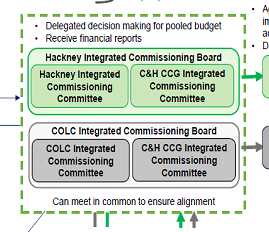 • Delegated decision making for pooled budget
• Receive financial reports
Hackney Integrated Commissioning Board
Hackney Integrated
Commissioning
Committee
C&H CCG Integrated
Commissioning
Committee
COLC Integrated Commissioning Board
COLC Integrated
Commissioning
Committee
C&H CCG Integrated
Commissioning
Committee
Can meet in common to ensure alignment